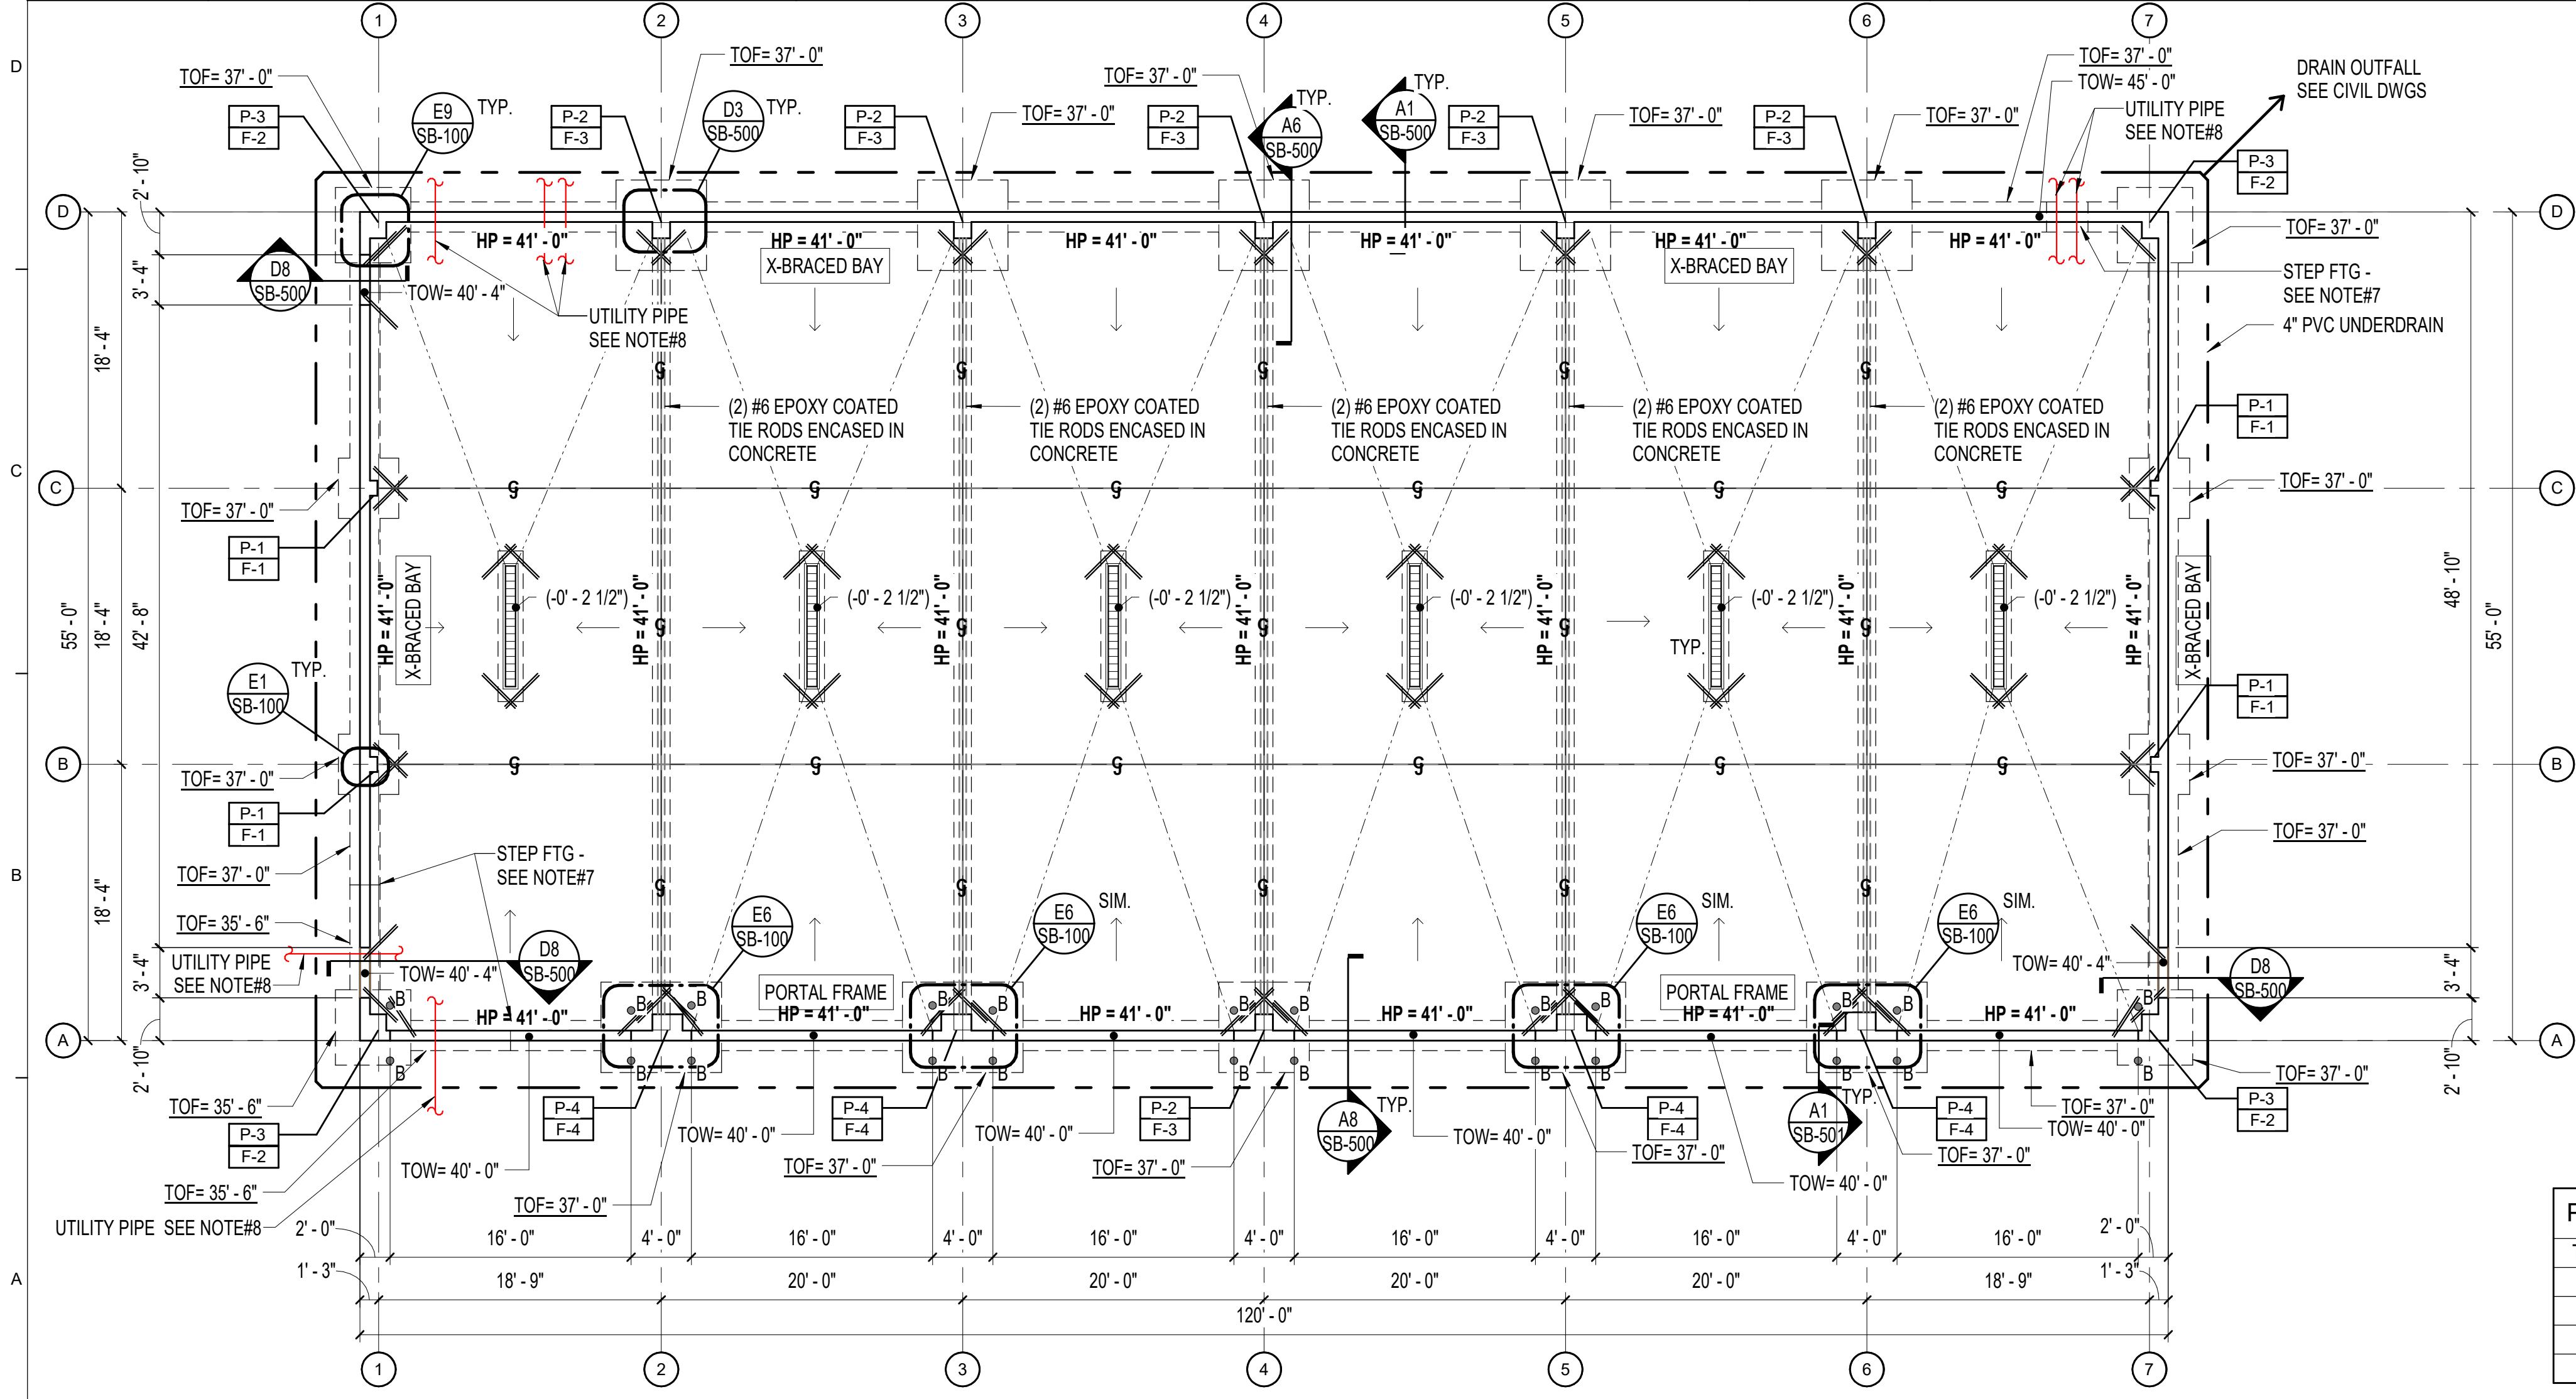 1 2 3 4 5 6 7
D
TOF= 37' - 0"
TOF= 37' - 0"
TOF= 37' - 0"
TOF= 37' - 0"
TOW= 45' - 0"
DRAIN OUTFALL
SEE CIVIL DWGS
P-3
F-2
E9
SB-100
TYP.
P-2
F-3
D3
SB-500
TYP.
P-2
F-3
TOF= 37' - 0"
P-2
F-3
A6
SB-500
TYP.
A1
SB-500
TYP.
P-2
F-3
TOF= 37' - 0"
P-2
F-3
TOF= 37' - 0"
UTILITY PIPE
SEE NOTE#8
P-3
F-2
2' - 10"
D
D
HP = 41' - 0"
HP = 41' - 0"
HP = 41' - 0"
HP = 41' - 0"
HP = 41' - 0"
HP = 41' - 0"
X-BRACED BAY
X-BRACED BAY
TOF= 37' - 0"
D8
SB-500
TOW= 40' - 4"
3' - 4"
UTILITY PIPE
SEE NOTE#8
STEP FTG -
SEE NOTE#7
4" PVC UNDERDRAIN
18' - 4"
(2) #6 EPOXY COATED
TIE RODS ENCASED IN
CONCRETE
(2) #6 EPOXY COATED
TIE RODS ENCASED IN
CONCRETE
(2) #6 EPOXY COATED
TIE RODS ENCASED IN
CONCRETE
(2) #6 EPOXY COATED
TIE RODS ENCASED IN
CONCRETE
(2) #6 EPOXY COATED
TIE RODS ENCASED IN
CONCRETE
P-1
F-1
C
C
C
TOF= 37' - 0"
TOF= 37' - 0"
P-1
F-1
55' - 0"
18' - 4"
42' - 8"
HP = 41' - 0"
X-BRACED BAY
(-0' - 2 1/2")
HP = 41' - 0"
(-0' - 2 1/2")
HP = 41' - 0"
(-0' - 2 1/2")
HP = 41' - 0"
(-0' - 2 1/2")
HP = 41' - 0"
(-0' - 2 1/2")
TYP.
HP = 41' - 0"
(-0' - 2 1/2")
HP = 41' - 0"
X-BRACED BAY
48' - 10"
55' - 0"
E1
SB-100
TYP.
P-1
F-1
B
B
TOF= 37' - 0"
TOF= 37' - 0"
P-1
F-1
TOF= 37' - 0"
STEP FTG -
SEE NOTE#7
TOF= 37' - 0"
B
18' - 4"
TOF= 35' - 6"
E6
SB-100
E6
SB-100
SIM.
E6
SB-100
SIM.
E6
SB-100
SIM.
UTILITY PIPE
SEE NOTE#8
3' - 4"
TOW= 40' - 4"
D8
SB-500
PORTAL FRAME
PORTAL FRAME
TOW= 40' - 4"
D8
SB-500
3' - 4"
B B B B B B B B B B B B
HP = 41' - 0"
HP = 41' - 0"
HP = 41' - 0"
HP = 41' - 0"
HP = 41' - 0"
HP = 41' - 0"
A
A
B B B B B B B B B B B B
2' - 10"
2' - 10"
TOF= 35' - 6"
TOF= 37' - 0"
TOF= 37' - 0"
P-3
F-2
P-4
F-4
P-4
F-4
P-2
F-3
A8
SB-500
TYP.
P-4
F-4
A1
SB-501
TYP.
P-4
F-4
P-3
F-2
TOW= 40' - 0"
TOW= 40' - 0"
TOW= 40' - 0"
TOW= 40' - 0"
TOW= 40' - 0"
TOF= 37' - 0"
TOF= 37' - 0"
TOF= 37' - 0"
TOF= 37' - 0"
TOW= 40' - 0"
TOF= 35' - 6"
TOF= 37' - 0"
UTILITY PIPE SEE NOTE#8
2' - 0" 16' - 0" 4' - 0" 16' - 0" 4' - 0" 16' - 0" 4' - 0" 16' - 0" 4' - 0" 16' - 0" 4' - 0" 16' - 0" 2' - 0"
1' - 3" 18' - 9" 20' - 0" 20' - 0" 20' - 0" 20' - 0" 18' - 9" 1' - 3"
A
120' - 0"
1 2 3 4 5 6 7